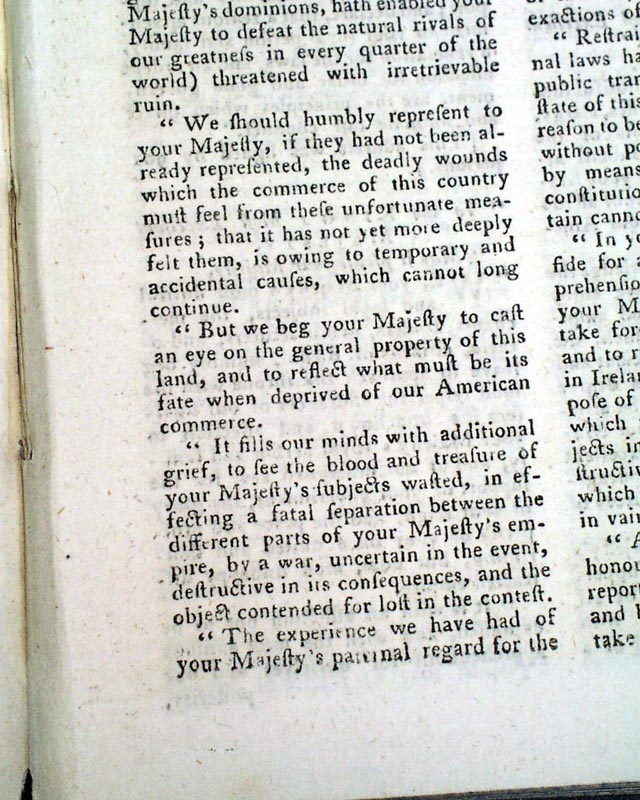 Majeſty's dominions, hath enabled your
Majeſty to defeat the natural rivals of
our greatneſs in every quarter of the
world) threatened with irretrievable
ruin.
“ We ſhould humbly repreſent to
your Majeſty, if they had not been al-
ready repreſented, the deadly wounds
which the commerce of this country
muſt feel from theſe unfortunate mea-
ſures ; that it has not yet more deeply
felt them, is owing to temporary and
accidental cauſes, which cannot long
continue.
“ But we beg your Majeſty to caſt
an eye on the general property of this
land, and to reflect what muſt be its
fate when deprived of our American
commerce.
“ It fills our minds with additional
grief, to ſee the blood and treaſure of
your Majeſty's ſubjects waſted, in ef-
fecting a fatal ſeparation between the
different parts of your Majeſty's em-
pire, by a war, uncertain in the event,
deſtructive in its conſequences, and the
object contended for loſt in the conteſt.
“ The experience we have had of
your Majeſty's paternal regard for the
exactions of
“ Reſtrai
nal laws ha
public tran
ſtate of this
reaſon to be
without po
by means
conſtitutio
tain canno
“ In yo
fide for a
prehenſio
your M
take for
and to r
in Irelan
poſe of
which
jects in
ſtructiv
which
in vain
“ A
honou
report
and
take